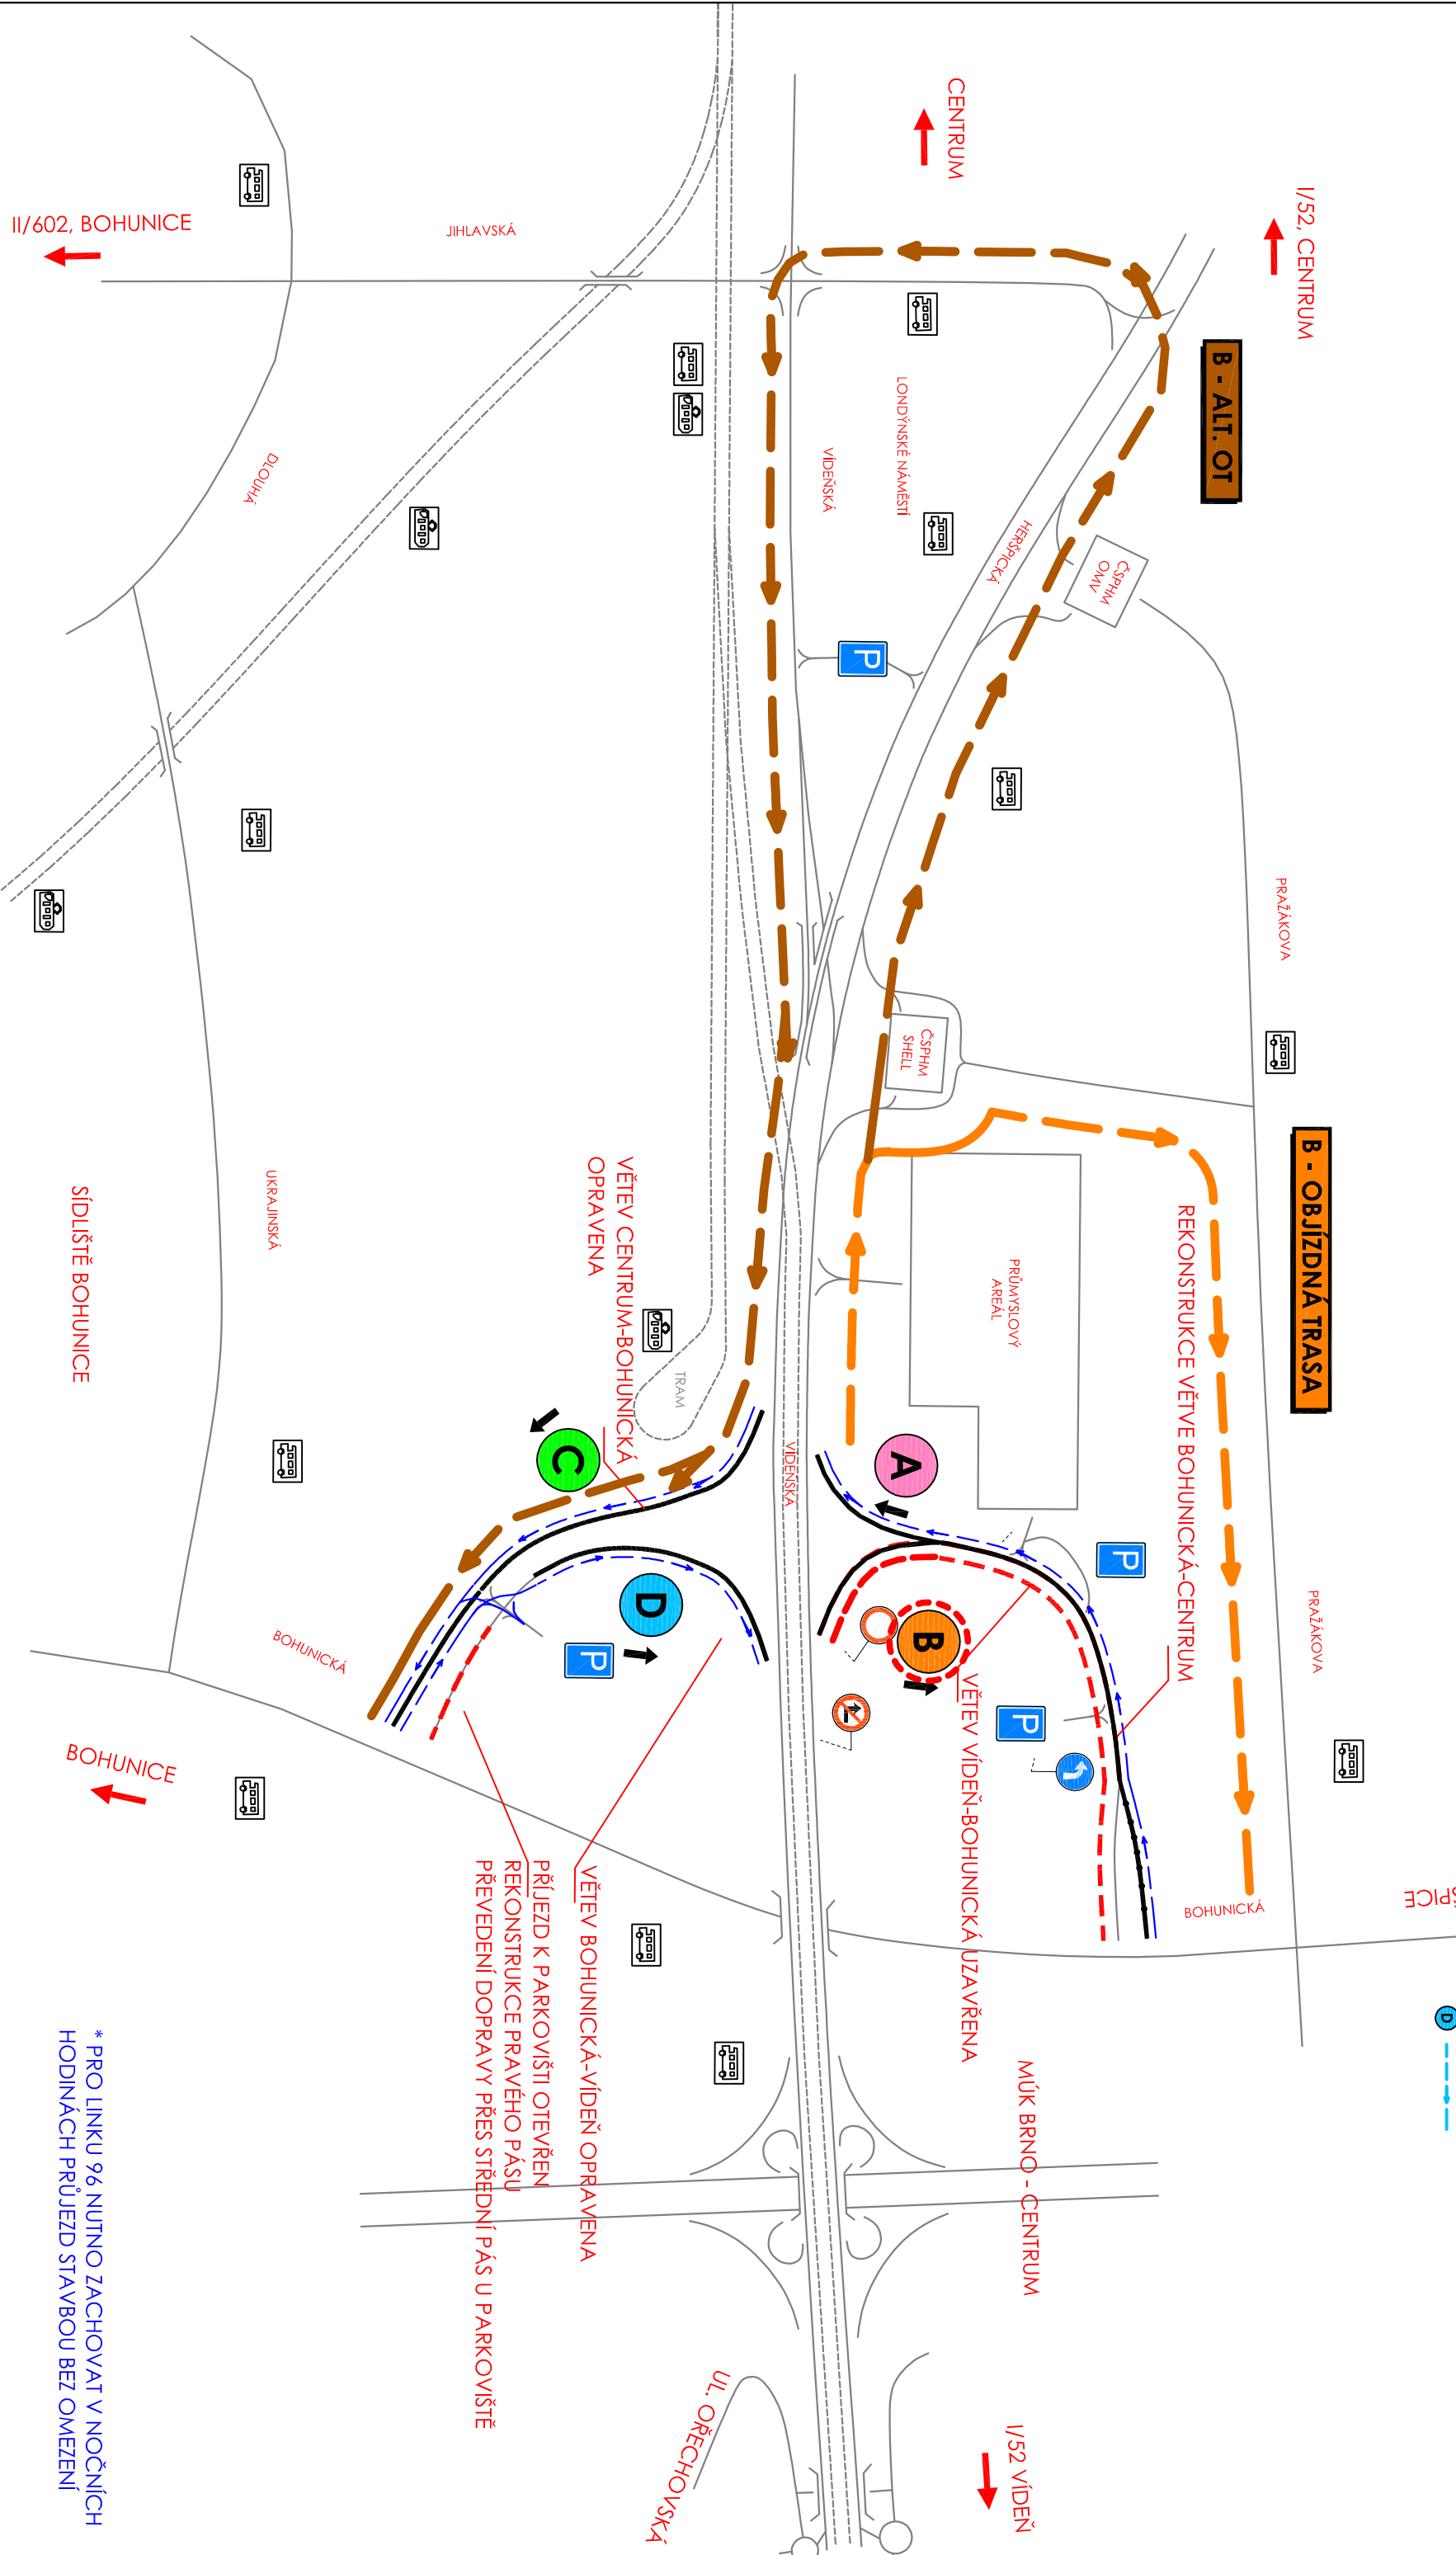 CENTRUM
I/52, CENTRUM
II/602, BOHUNICE
JIHLAVSKÁ
B - ALT. OT
LONDÝNSKÉ NÁMĚSTÍ
VÍDEŇSKÁ
DLOUHÁ
HERŠPICKÁ
ČSPHM
OMV
P
PRAŽÁKOVA
ČSPHM
SHELL
B - OBJÍZDNÁ TRASA
REKONSTRUKCE VĚTVE BOHUNICKÁ-CENTRUM
PRŮMYSLOVÝ
AREÁL
VĚTEV CENTRUM-BOHUNICKÁ
OPRAVENA
UKRAJINSKÁ
SÍDLIŠTĚ BOHUNICE
TRAM
VÍDEŇSKÁ
A
C
P
D
B
P
P
PRAŽÁKOVA
BOHUNICKÁ
VĚTEV VÍDEŇ-BOHUNICKÁ UZAVŘENA
BOHUNICE
BOHUNICKÁ
VĚTEV BOHUNICKÁ-VÍDEŇ OPRAVENA
PŘÍJEZD K PARKOVIŠTI OTEVŘEN
REKONSTRUKCE PRAVÉHO PÁSU
PŘEVEDENÍ DOPRAVY PŘES STŘEDNÍ PÁS U PARKOVIŠTĚ
D
MÚK BRNO - CENTRUM
UL. OŘECHOVSKÁ
I/52 VÍDEŇ
* PRO LINKU 96 NUTNO ZACHOVAT V NOČNÍCH
HODINÁCH PRŮJEZD STAVBOU BEZ OMEZENÍ